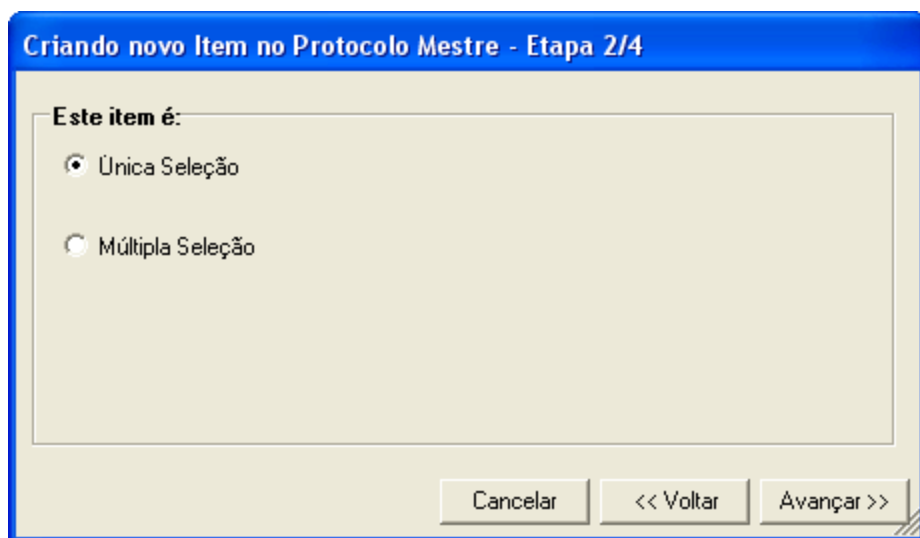 Criando novo Item no Protocolo Mestre - Etapa 2/4
Este item é:
Única Seleção
Múltipla Seleção
Cancelar << Voltar Avançar >>